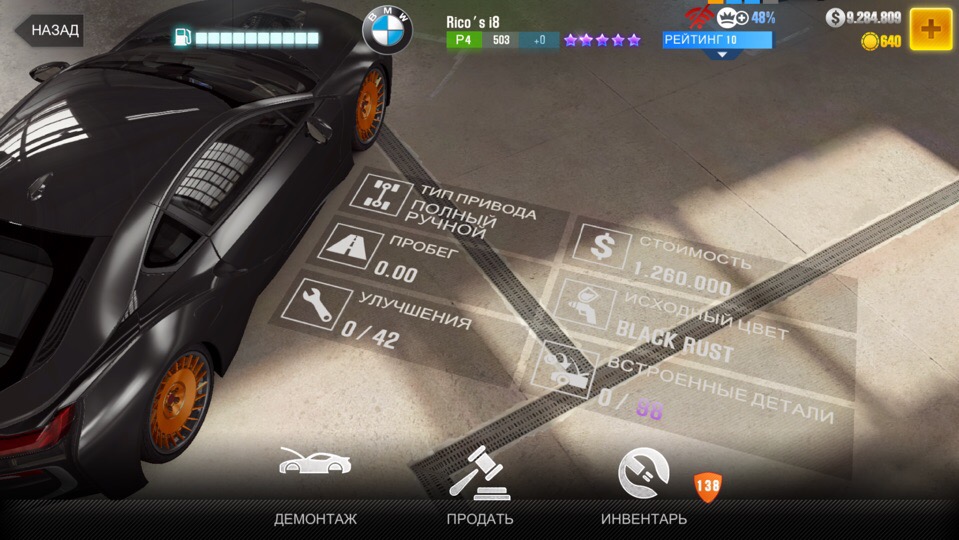 НАЗАД
BMW
Rico's i8
P4 503 +0
48%
РЕЙТИНГ 10
$ 9.284.809
640
ТИП ПРИВОДА
ПОЛНЫЙ
РУЧНОЙ
ПРОБЕГ
0.00
УЛУЧШЕНИЯ
0/42
$
СТОИМОСТЬ
1.260.000
ИСХОДНЫЙ ЦВЕТ
BLACK RUST
ВСТРОЕННЫЕ ДЕТАЛИ
0/98
ДЕМОНТАЖ
ПРОДАТЬ
ИНВЕНТАРЬ
138